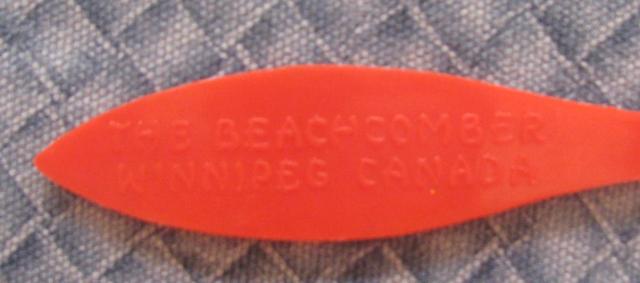 THE BEACHCOMBER
WINNIPEG CANADA